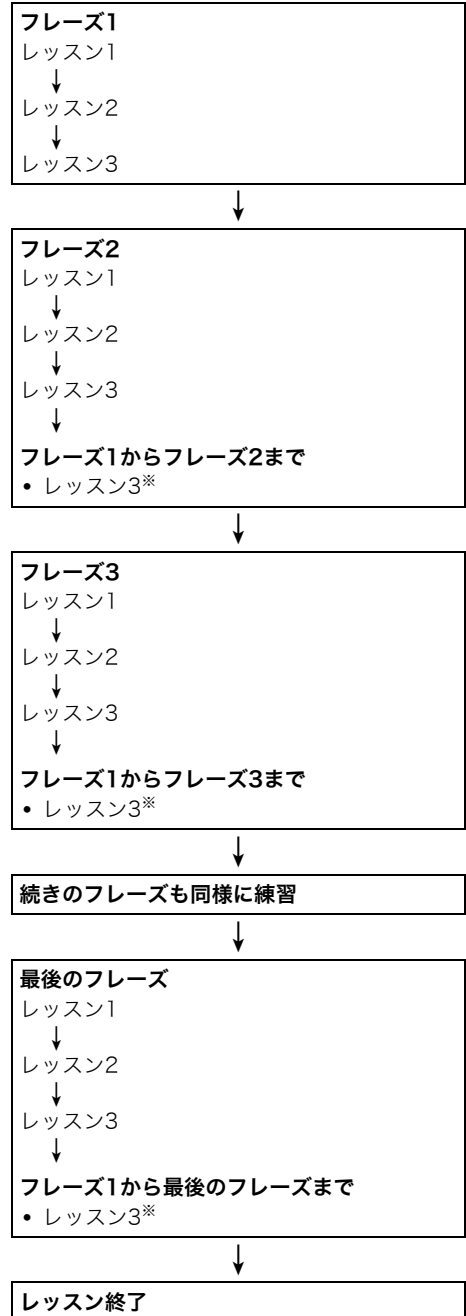 フレーズ1
レッスン1
↓
レッスン2
↓
レッスン3
↓
フレーズ2
レッスン1
↓
レッスン2
↓
レッスン3
↓
フレーズ1からフレーズ2まで
• レッスン3※
↓
フレーズ3
レッスン1
↓
レッスン2
↓
レッスン3
↓
フレーズ1からフレーズ3まで
• レッスン3※
↓
続きのフレーズも同様に練習
↓
最後のフレーズ
レッスン1
↓
レッスン2
↓
レッスン3
↓
フレーズ1から最後のフレーズまで
• レッスン3※
↓
レッスン終了